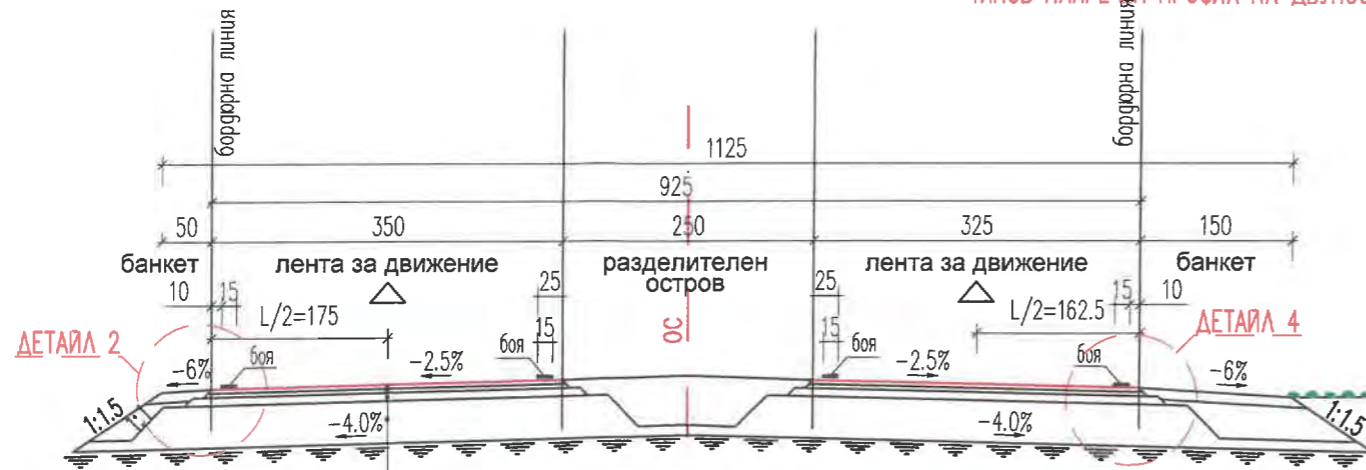 бордюрна линия
бордюрна линия
1125
925
50
350
250
325
150
банкет
лента за движение
разделителен
остров
лента за движение
банкет
10
15
25
25
15
10
L/2=175
L/2=162.5
ДЕТАЙЛ 2
15
ОС
15
ДЕТАЙЛ 4
-6%
боя
-2.5%
боя
боя
-2.5%
боя
-6%
1:1.5
-4.0%
-4.0%
1:1.5